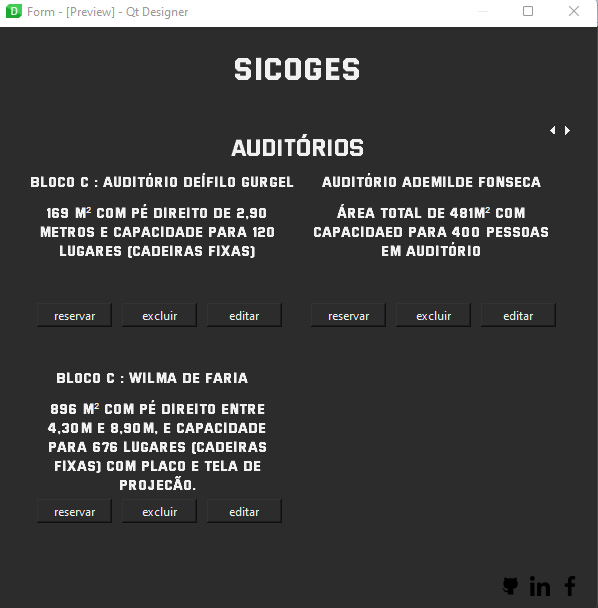 Form - [Preview] - Qt Designer
SICOGES
AUDITÓRIOS
BLOCO C : AUDITÓRIO DEÍFILO GURGEL
169 M² COM PÉ DIREITO DE 2,90
METROS E CAPACIDADE PARA 120
LUGARES (CADEIRAS FIXAS)
reservar excluir editar
AUDITÓRIO ADEMILDE FONSECA
ÁREA TOTAL DE 481M² COM
CAPACIDAED PARA 400 PESSOAS
EM AUDITÓRIO
reservar excluir editar
BLOCO C : WILMA DE FARIA
896 M² COM PÉ DIREITO ENTRE
4,30M E 8,90M, E CAPACIDADE
PARA 676 LUGARES (CADEIRAS
FIXAS) COM PLACO E TELA DE
PROJECÃO.
reservar excluir editar